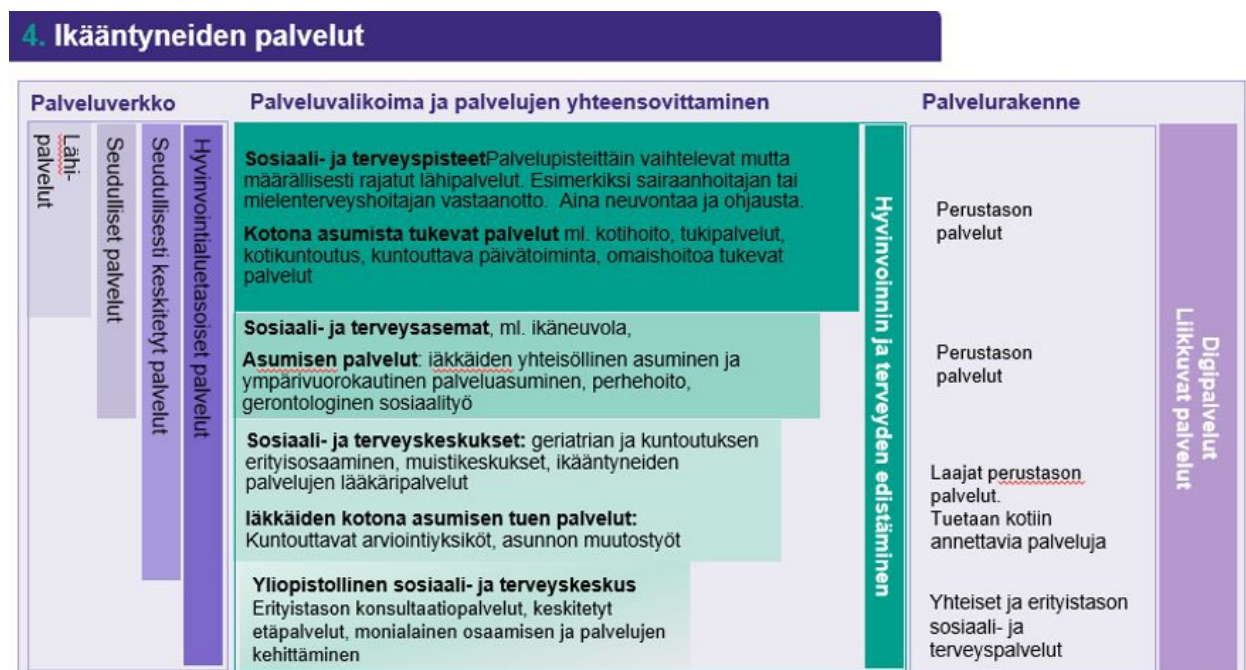 4. Ikääntyneiden palvelut
Palveluverkko
Palveluvalikoima ja palvelujen yhteensovittaminen
Palvelurakenne
Lähi-
palvelut
Seudulliset palvelut
Seudullisesti keskitetyt palvelut
Hyvinvointialuetasoiset palvelut
Sosiaali- ja terveyspisteetPalvelupisteittäin vaihtelevat mutta
määrällisesti rajatut lähipalvelut. Esimerkiksi sairaanhoitajan tai
mielenterveyshoitajan vastaanotto. Aina neuvontaa ja ohjausta.
Kotona asumista tukevat palvelut ml. kotihoito, tukipalvelut,
kotikuntoutus, kuntouttava päivätoiminta, omaishoitoa tukevat
palvelut
Sosiaali- ja terveysasemat, ml. ikäneuvola,
Asumisen palvelut: iäkkäiden yhteisöllinen asuminen ja
ympärivuorokautinen palveluasuminen, perhehoito,
gerontologinen sosiaalityö
Sosiaali- ja terveyskeskukset: geriatrian ja kuntoutuksen
erityisosaaminen, muistikeskukset, ikääntyneiden
palvelujen lääkäripalvelut
Iäkkäiden kotona asumisen tuen palvelut:
Kuntouttavat arviointiyksiköt, asunnon muutostyöt
Yliopistollinen sosiaali- ja terveyskeskus
Erityistason konsultaatiopalvelut, keskitetyt
etäpalvelut, monialainen osaamisen ja palvelujen
kehittäminen
Hyvinvoinnin ja terveyden edistäminen
Perustason
palvelut
Perustason
palvelut
Laajat perustason
palvelut.
Tuetaan kotiin
annettavia palveluja
Yhteiset ja erityistason
sosiaali- ja
terveyspalvelut
Digipalvelut
Liikkuvat palvelut